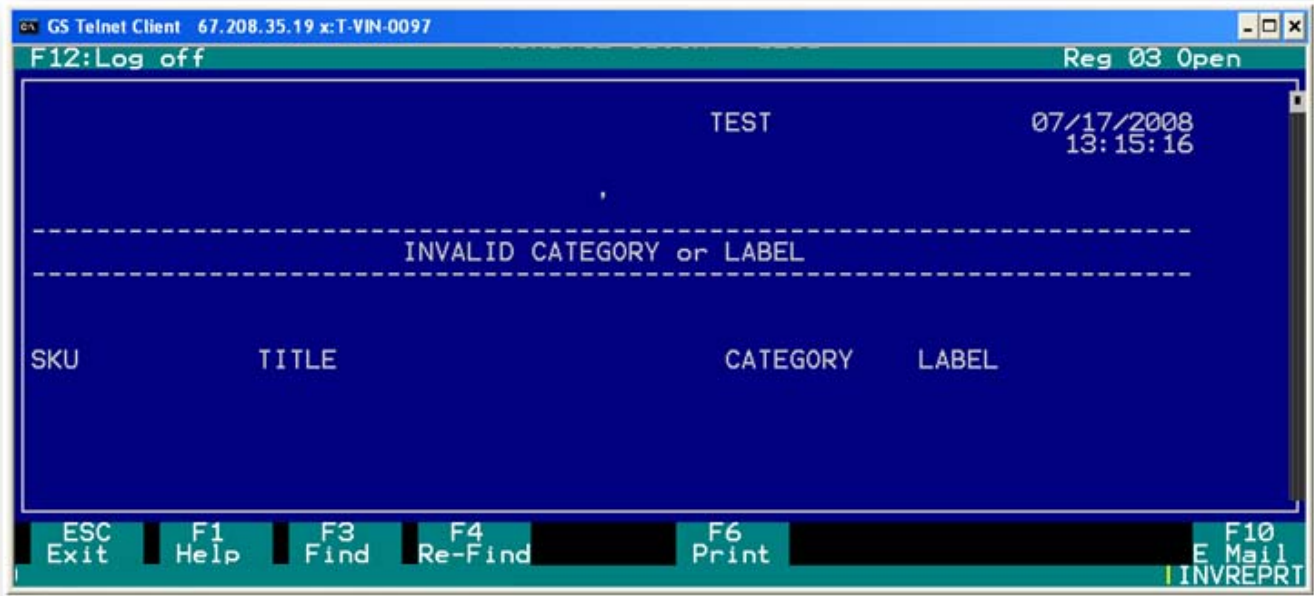 GS Telnet Client 67.208.35.19 x:T-VIN-0097
F12:Log off Reg 03 Open
TEST 07/17/2008
13:15:16
,
------------------------------------------------------------------------
INVALID CATEGORY or LABEL
------------------------------------------------------------------------
SKU TITLE CATEGORY LABEL
ESC F1 F3 F4 F6 F10
Exit Help Find Re-Find Print E Mail
INVREPRT